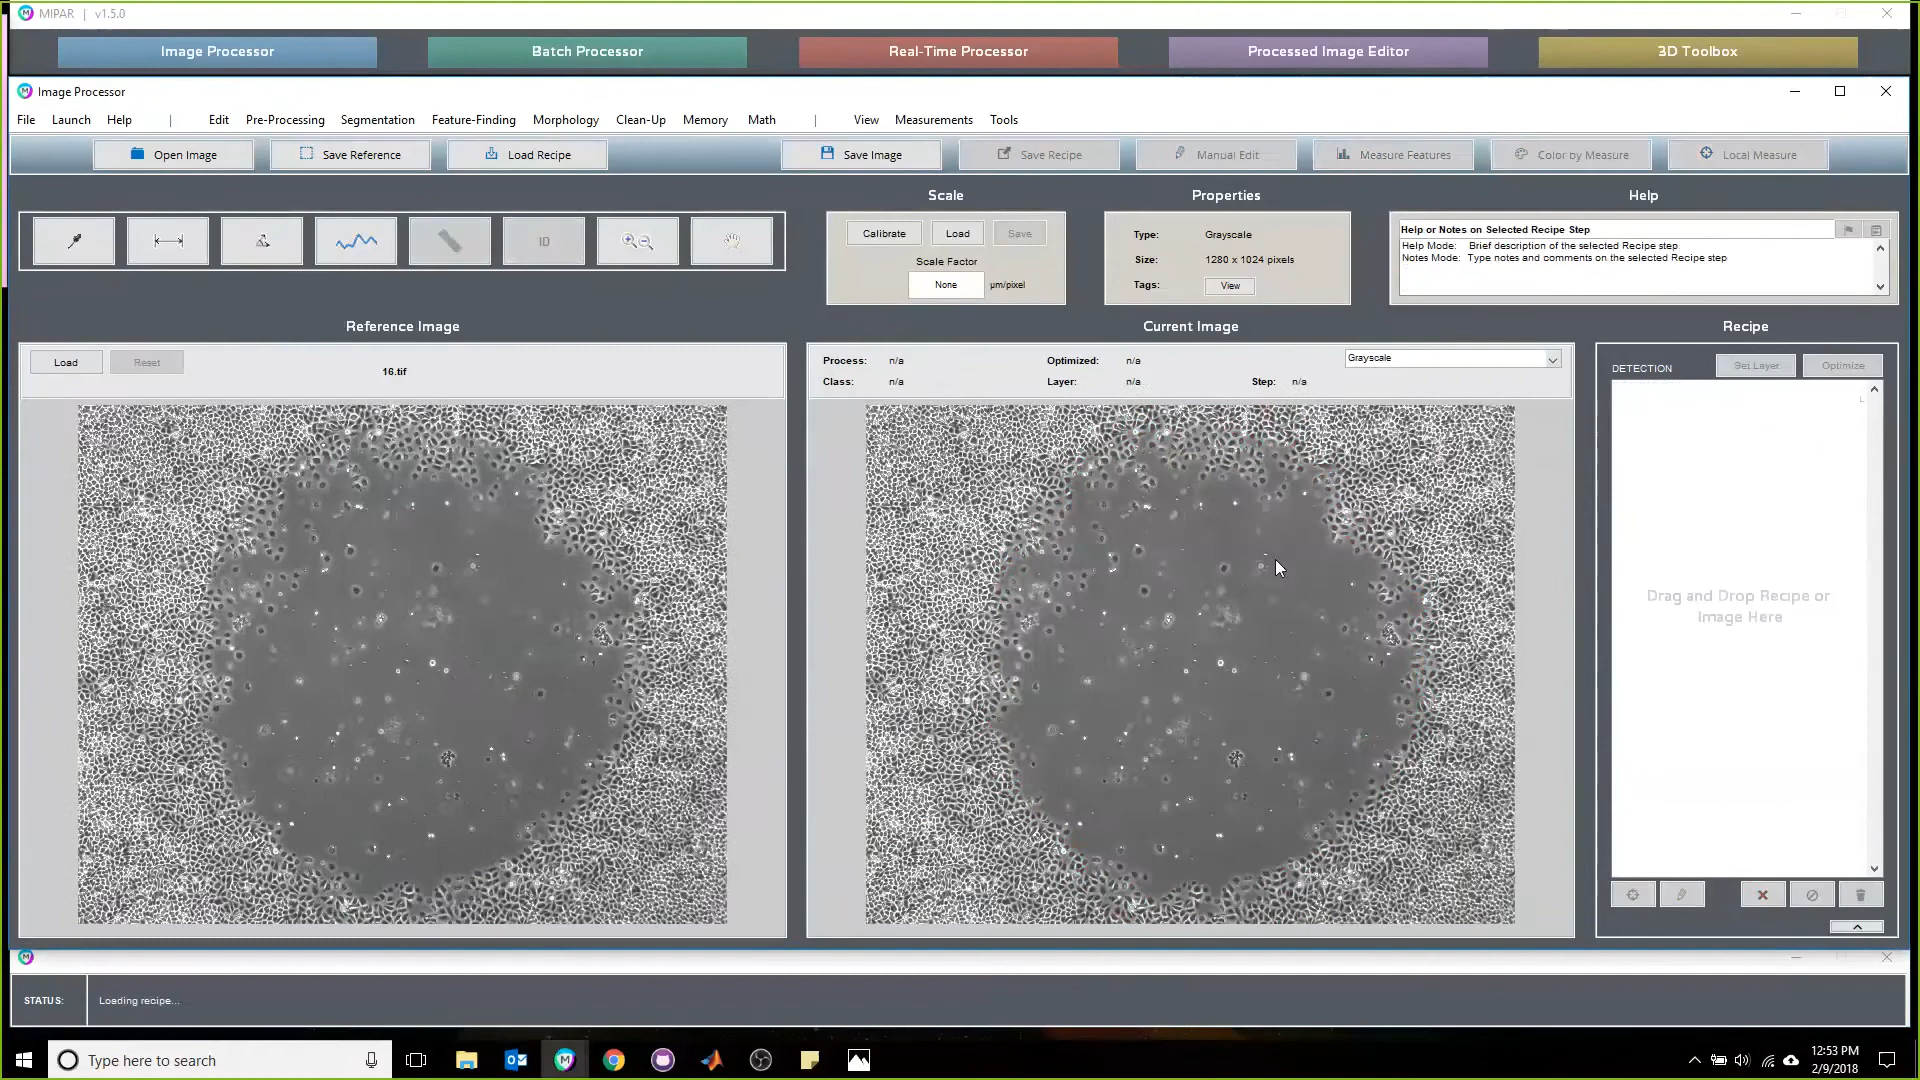 MIPAR | v1.5.0
Image Processor
Batch Processor
Real-Time Processor
Processed Image Editor
3D Toolbox
Image Processor
File Launch Help | Edit Pre-Processing Segmentation Feature-Finding Morphology Clean-Up Memory Math | View Measurements Tools
Open Image
Save Reference
Load Recipe
Save Image
Save Recipe
Manual Edit
Measure Features
Color by Measure
Local Measure
ID
Scale
Calibrate
Load
Save
Scale Factor
None µm/pixel
Properties
Type: Grayscale
Size: 1280 x 1024 pixels
Tags: View
Help
Help or Notes on Selected Recipe Step
Help Mode: Brief description of the selected Recipe step
Notes Mode: Type notes and comments on the selected Recipe step
Reference Image
Load
Reset
16.tif
Current Image
Process: n/a Optimized: n/a
Grayscale
Class: n/a Layer: n/a Step: n/a
Recipe
DETECTION
Set Layer
Optimize
Drag and Drop Recipe or
Image Here
STATUS: Loading recipe...
Type here to search
12:53 PM
2/9/2018